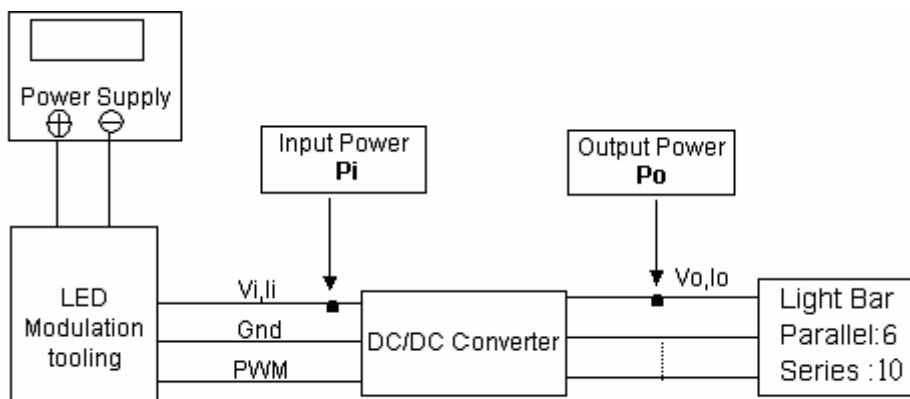 Power Supply
Input Power
Pi
Output Power
Po
LED
Modulation
tooling
Vi,Ii
Gnd
PWM
DC/DC Converter
Vo,Io
Light Bar
Parallel:6
Series :10